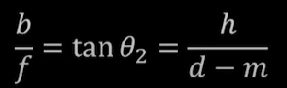 b/f = tan θ₂ = h/(d − m)